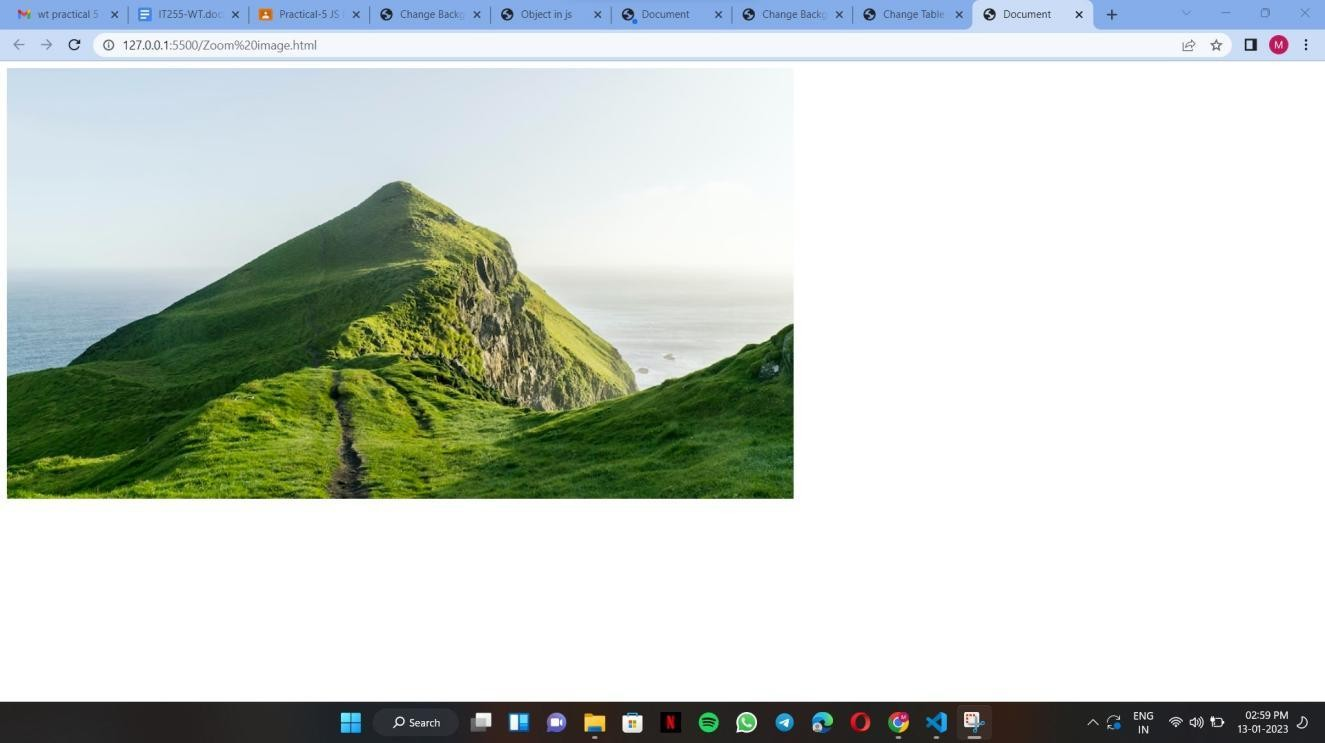 wt practical 5
IT255-WT.doc
Practical-5 JS
Change Backg
Object in js
Document
Change Backg
Change Table
Document
127.0.0.1:5500/Zoom%20image.html
M
Search
N
M
ENG
IN
02:59 PM
13-01-2023